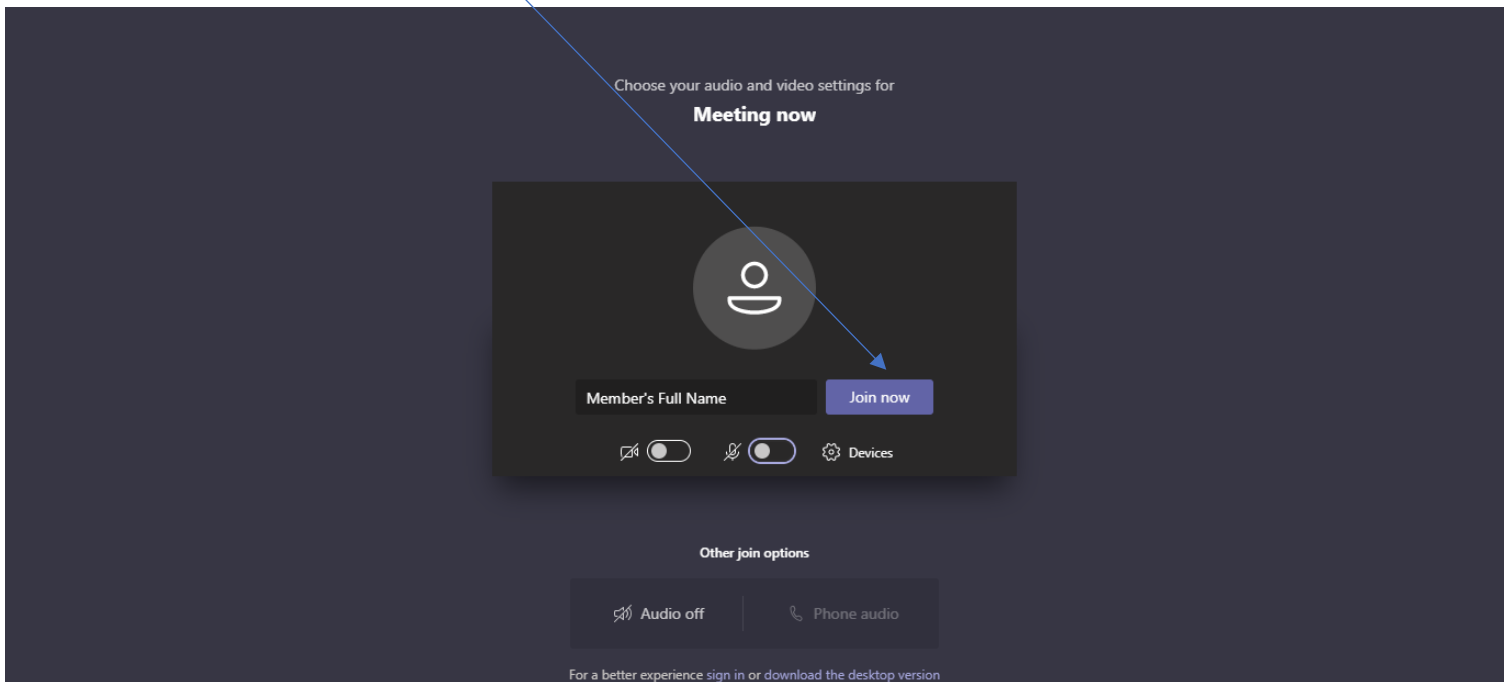 Choose your audio and video settings for
Meeting now
Member's Full Name
Join now
Devices
Other join options
Audio off
Phone audio
For a better experience sign in or download the desktop version